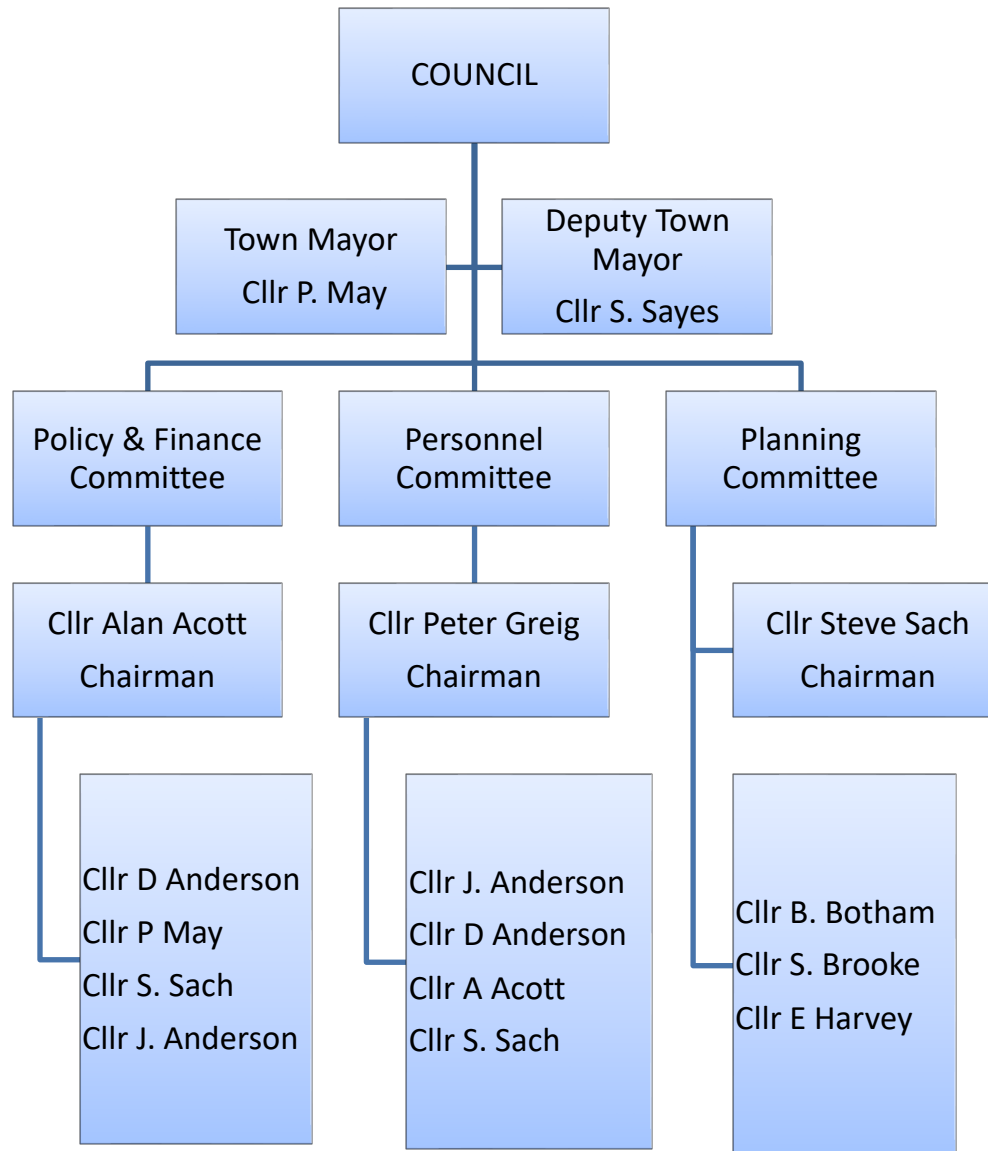 COUNCIL
Town Mayor
Cllr P. May
Deputy Town
Mayor
Cllr S. Sayes
Policy & Finance
Committee
Personnel
Committee
Planning
Committee
Cllr Alan Acott
Chairman
Cllr Peter Greig
Chairman
Cllr Steve Sach
Chairman
Cllr D Anderson
Cllr P May
Cllr S. Sach
Cllr J. Anderson
Cllr J. Anderson
Cllr D Anderson
Cllr A Acott
Cllr S. Sach
Cllr B. Botham
Cllr S. Brooke
Cllr E Harvey